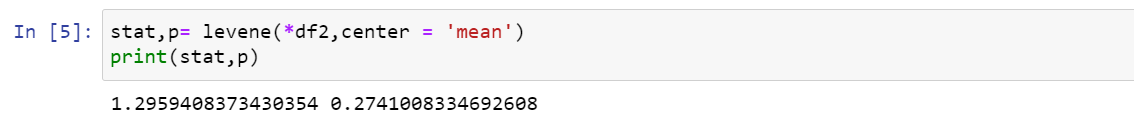 In [5]: stat,p= levene(*df2,center = 'mean')
print(stat,p)
1.2959408373430354 0.2741008334692608